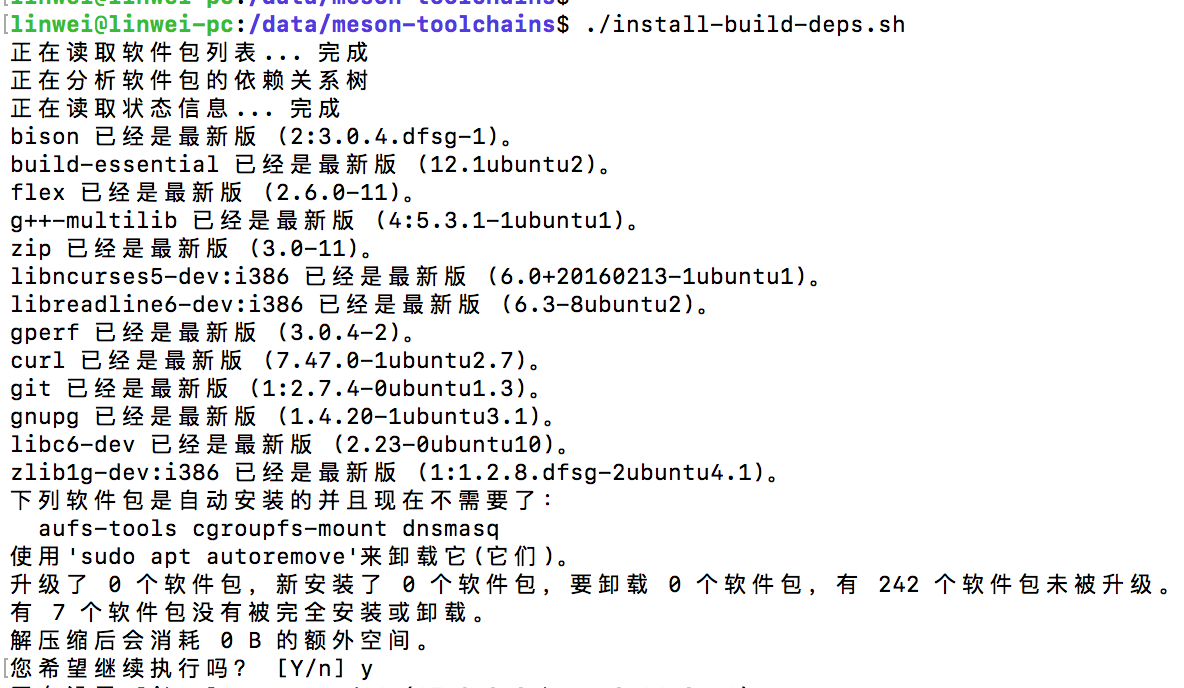 linwei@linwei-pc:/data/meson-toolchains$
[linwei@linwei-pc:/data/meson-toolchains$ ./install-build-deps.sh
正在读取软件包列表... 完成
正在分析软件包的依赖关系树
正在读取状态信息... 完成
bison 已经是最新版 (2:3.0.4.dfsg-1)。
build-essential 已经是最新版 (12.1ubuntu2)。
flex 已经是最新版 (2.6.0-11)。
g++-multilib 已经是最新版 (4:5.3.1-1ubuntu1)。
zip 已经是最新版 (3.0-11)。
libncurses5-dev:i386 已经是最新版 (6.0+20160213-1ubuntu1)。
libreadline6-dev:i386 已经是最新版 (6.3-8ubuntu2)。
gperf 已经是最新版 (3.0.4-2)。
curl 已经是最新版 (7.47.0-1ubuntu2.7)。
git 已经是最新版 (1:2.7.4-0ubuntu1.3)。
gnupg 已经是最新版 (1.4.20-1ubuntu3.1)。
libc6-dev 已经是最新版 (2.23-0ubuntu10)。
zlib1g-dev:i386 已经是最新版 (1:1.2.8.dfsg-2ubuntu4.1)。
下列软件包是自动安装的并且现在不需要了：
aufs-tools cgroupfs-mount dnsmasq
使用'sudo apt autoremove'来卸载它(它们)。
升级了 0 个软件包，新安装了 0 个软件包，要卸载 0 个软件包，有 242 个软件包未被升级。
有 7 个软件包没有被完全安装或卸载。
解压缩后会消耗 0 B 的额外空间。
[您希望继续执行吗？ [Y/n] y